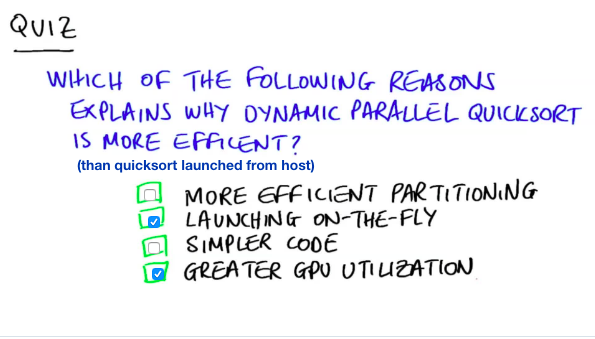 QUIZ
WHICH OF THE FOLLOWING REASONS
EXPLAINS WHY DYNAMIC PARALLEL QUICKSORT
IS MORE EFFICENT?
(than quicksort launched from host)
MORE EFFICIENT PARTITIONING
LAUNCHING ON-THE-FLY
SIMPLER CODE
GREATER GPU UTILIZATION